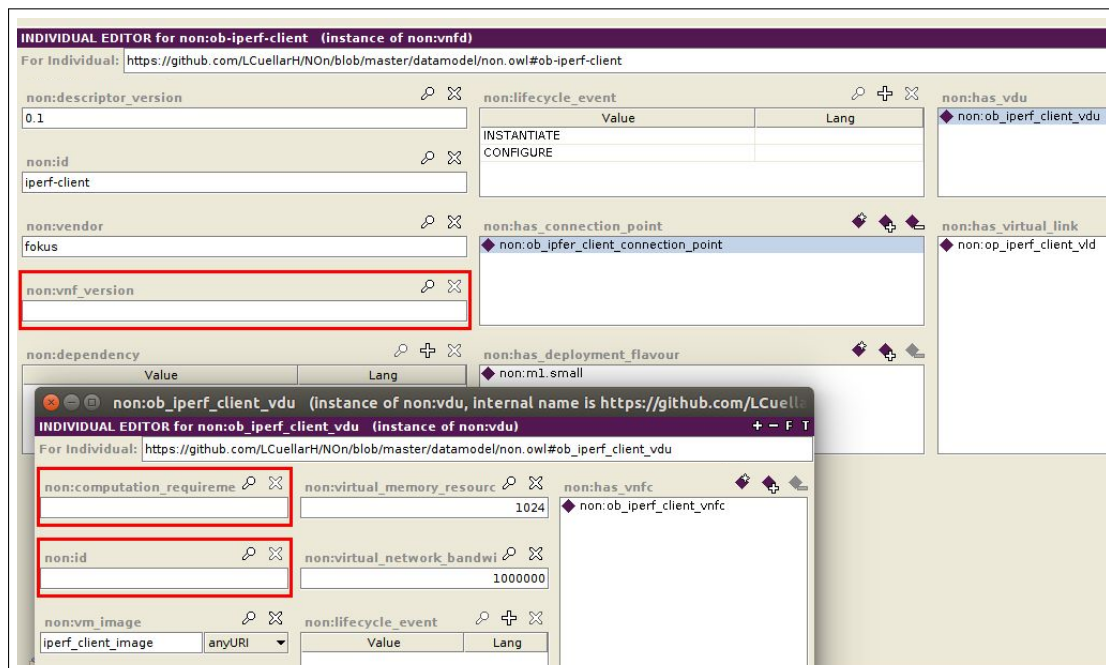 INDIVIDUAL EDITOR for non:ob-iperf-client (instance of non:vnfd)
For Individual: https://github.com/LCuellarH/NOn/blob/master/datamodel/non.owl#ob-iperf-client
non:descriptor_version
0.1
non:id
iperf-client
non:vendor
fokus
non:vnf_version
non:dependency
Value Lang
non:lifecycle_event
Value Lang
INSTANTIATE
CONFIGURE
non:has_connection_point
non:ob_ipfer_client_connection_point
non:has_deployment_flavour
non:m1.small
non:has_vdu
non:ob_iperf_client_vdu
non:has_virtual_link
non:op_iperf_client_vld
non:ob_iperf_client_vdu (instance of non:vdu, internal name is https://github.com/LCuella
INDIVIDUAL EDITOR for non:ob_iperf_client_vdu (instance of non:vdu) + − F T
For Individual: https://github.com/LCuellarH/NOn/blob/master/datamodel/non.owl#ob_iperf_client_vdu
non:computation_requireme
non:id
non:vm_image
iperf_client_image anyURI
non:virtual_memory_resourc
1024
non:virtual_network_bandwi
1000000
non:lifecycle_event
Value Lang
non:has_vnfc
non:ob_iperf_client_vnfc